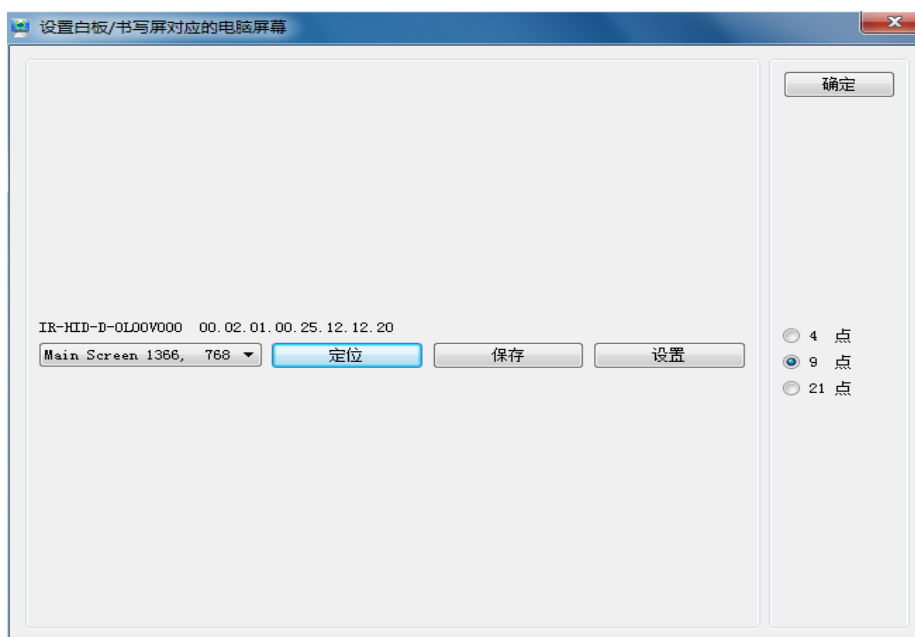 设置白板/书写屏对应的电脑屏幕
确定
IR-HID-D-OLOOV000 00.02.01.00.25.12.12.20
Main Screen 1366, 768
定位
保存
设置
4 点
9 点
21 点